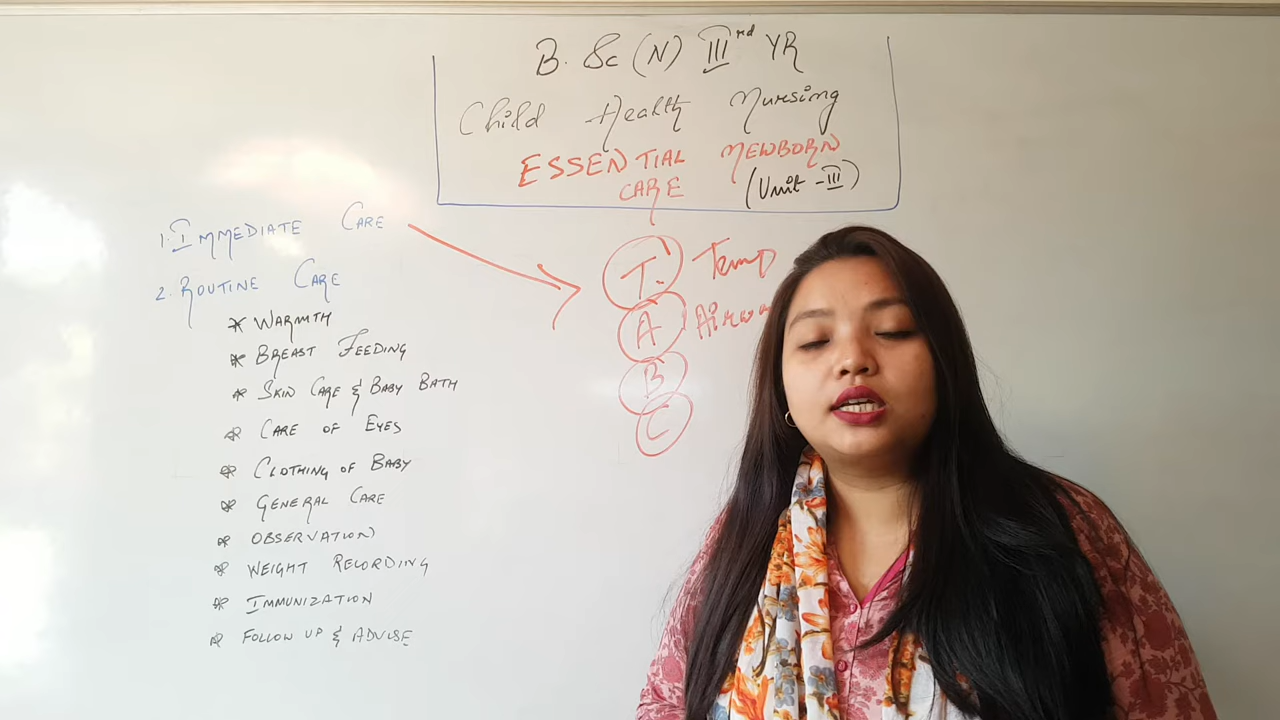 B. Sc (N) III rd YR
Child Health Nursing
ESSENTIAL NEWBORN
CARE (Unit - III)
1. IMMEDIATE CARE
2. ROUTINE CARE
* WARMTH
* BREAST FEEDING
* SKIN CARE & BABY BATH
* CARE OF EYES
* CLOTHING OF BABY
* GENERAL CARE
* OBSERVATION
* WEIGHT RECORDING
* IMMUNIZATION
* FOLLOW UP & ADVISE
T. Temp
A
B
C